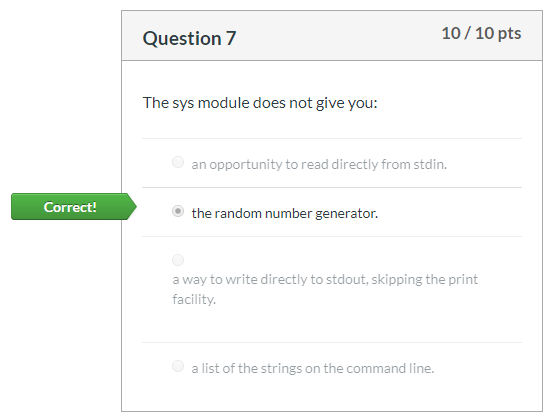 Question 7
10 / 10 pts
The sys module does not give you:
an opportunity to read directly from stdin.
Correct!
the random number generator.
a way to write directly to stdout, skipping the print
facility.
a list of the strings on the command line.